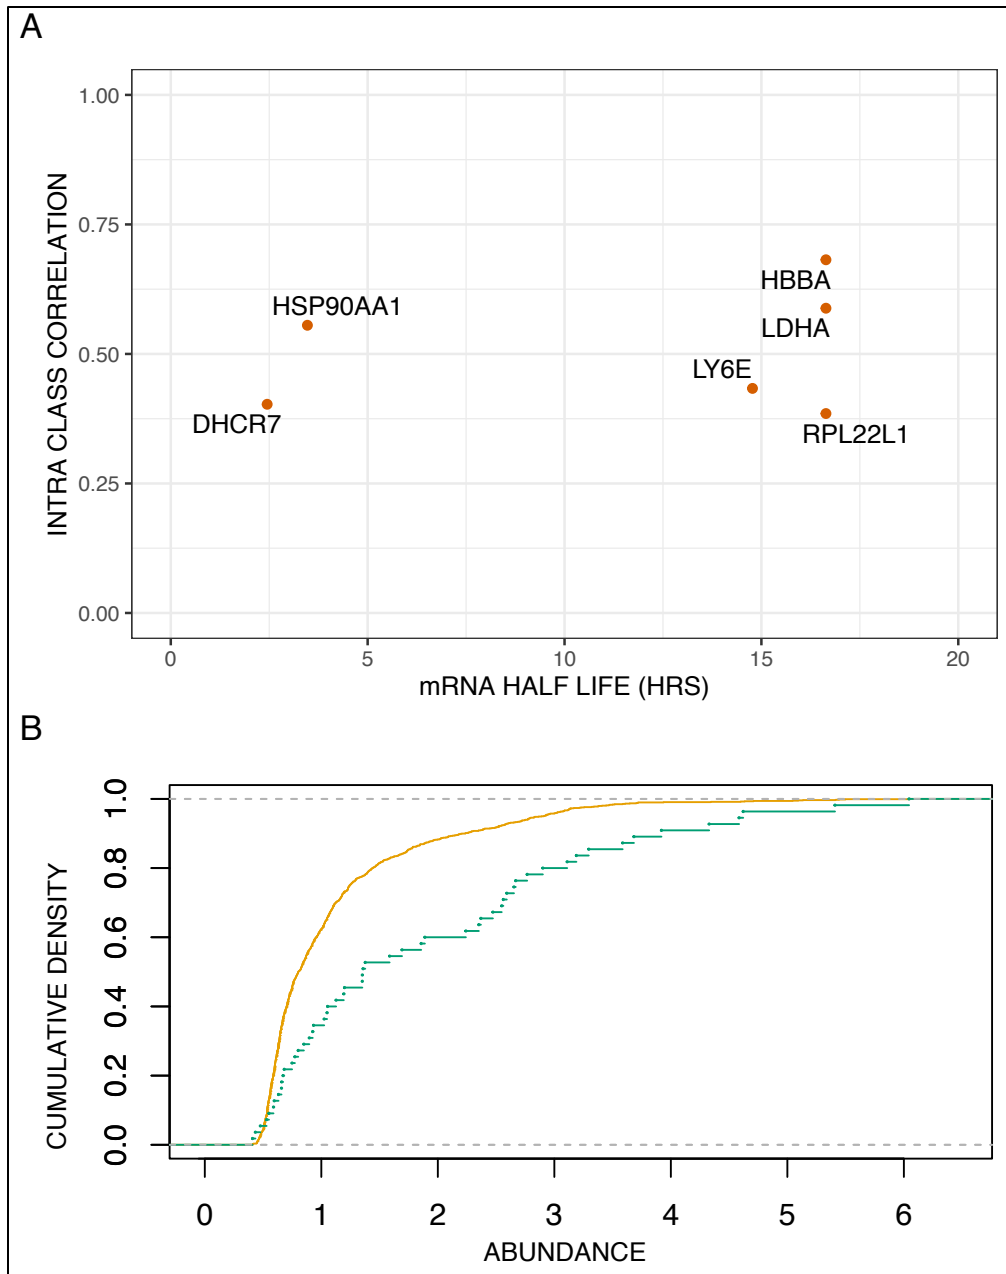 A
INTRA CLASS CORRELATION
1.00
0.75
0.50
0.25
0.00
HBBA
HSP90AA1
LDHA
LY6E
DHCR7
RPL22L1
0 5 10 15 20
mRNA HALF LIFE (HRS)
B
CUMULATIVE DENSITY
1.0
0.8
0.6
0.4
0.2
0.0
0 1 2 3 4 5 6
ABUNDANCE